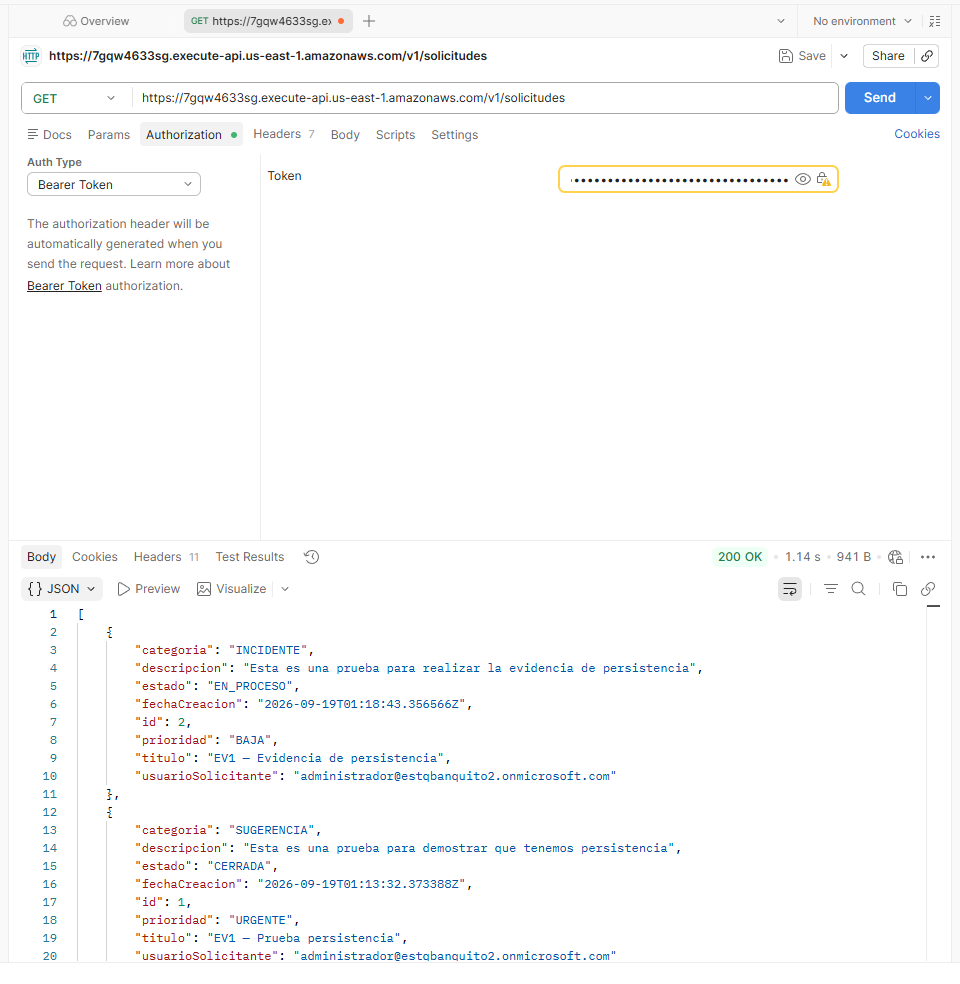 Overview
GET https://7gqw4633sg.ex
No environment
HTTP https://7gqw4633sg.execute-api.us-east-1.amazonaws.com/v1/solicitudes
Save
Share
GET
https://7gqw4633sg.execute-api.us-east-1.amazonaws.com/v1/solicitudes
Send
Docs Params Authorization Headers 7 Body Scripts Settings
Cookies
Auth Type
Bearer Token
Token
The authorization header will be
automatically generated when you
send the request. Learn more about
Bearer Token authorization.
Body Cookies Headers 11 Test Results
200 OK • 1.14 s • 941 B
{} JSON Preview Visualize
1 [
2 {
3 "categoria": "INCIDENTE",
4 "descripcion": "Esta es una prueba para realizar la evidencia de persistencia",
5 "estado": "EN_PROCESO",
6 "fechaCreacion": "2026-09-19T01:18:43.356566Z",
7 "id": 2,
8 "prioridad": "BAJA",
9 "titulo": "EV1 — Evidencia de persistencia",
10 "usuarioSolicitante": "administrador@estqbanquito2.onmicrosoft.com"
11 },
12 {
13 "categoria": "SUGERENCIA",
14 "descripcion": "Esta es una prueba para demostrar que tenemos persistencia",
15 "estado": "CERRADA",
16 "fechaCreacion": "2026-09-19T01:13:32.373388Z",
17 "id": 1,
18 "prioridad": "URGENTE",
19 "titulo": "EV1 — Prueba persistencia",
20 "usuarioSolicitante": "administrador@estqbanquito2.onmicrosoft.com"